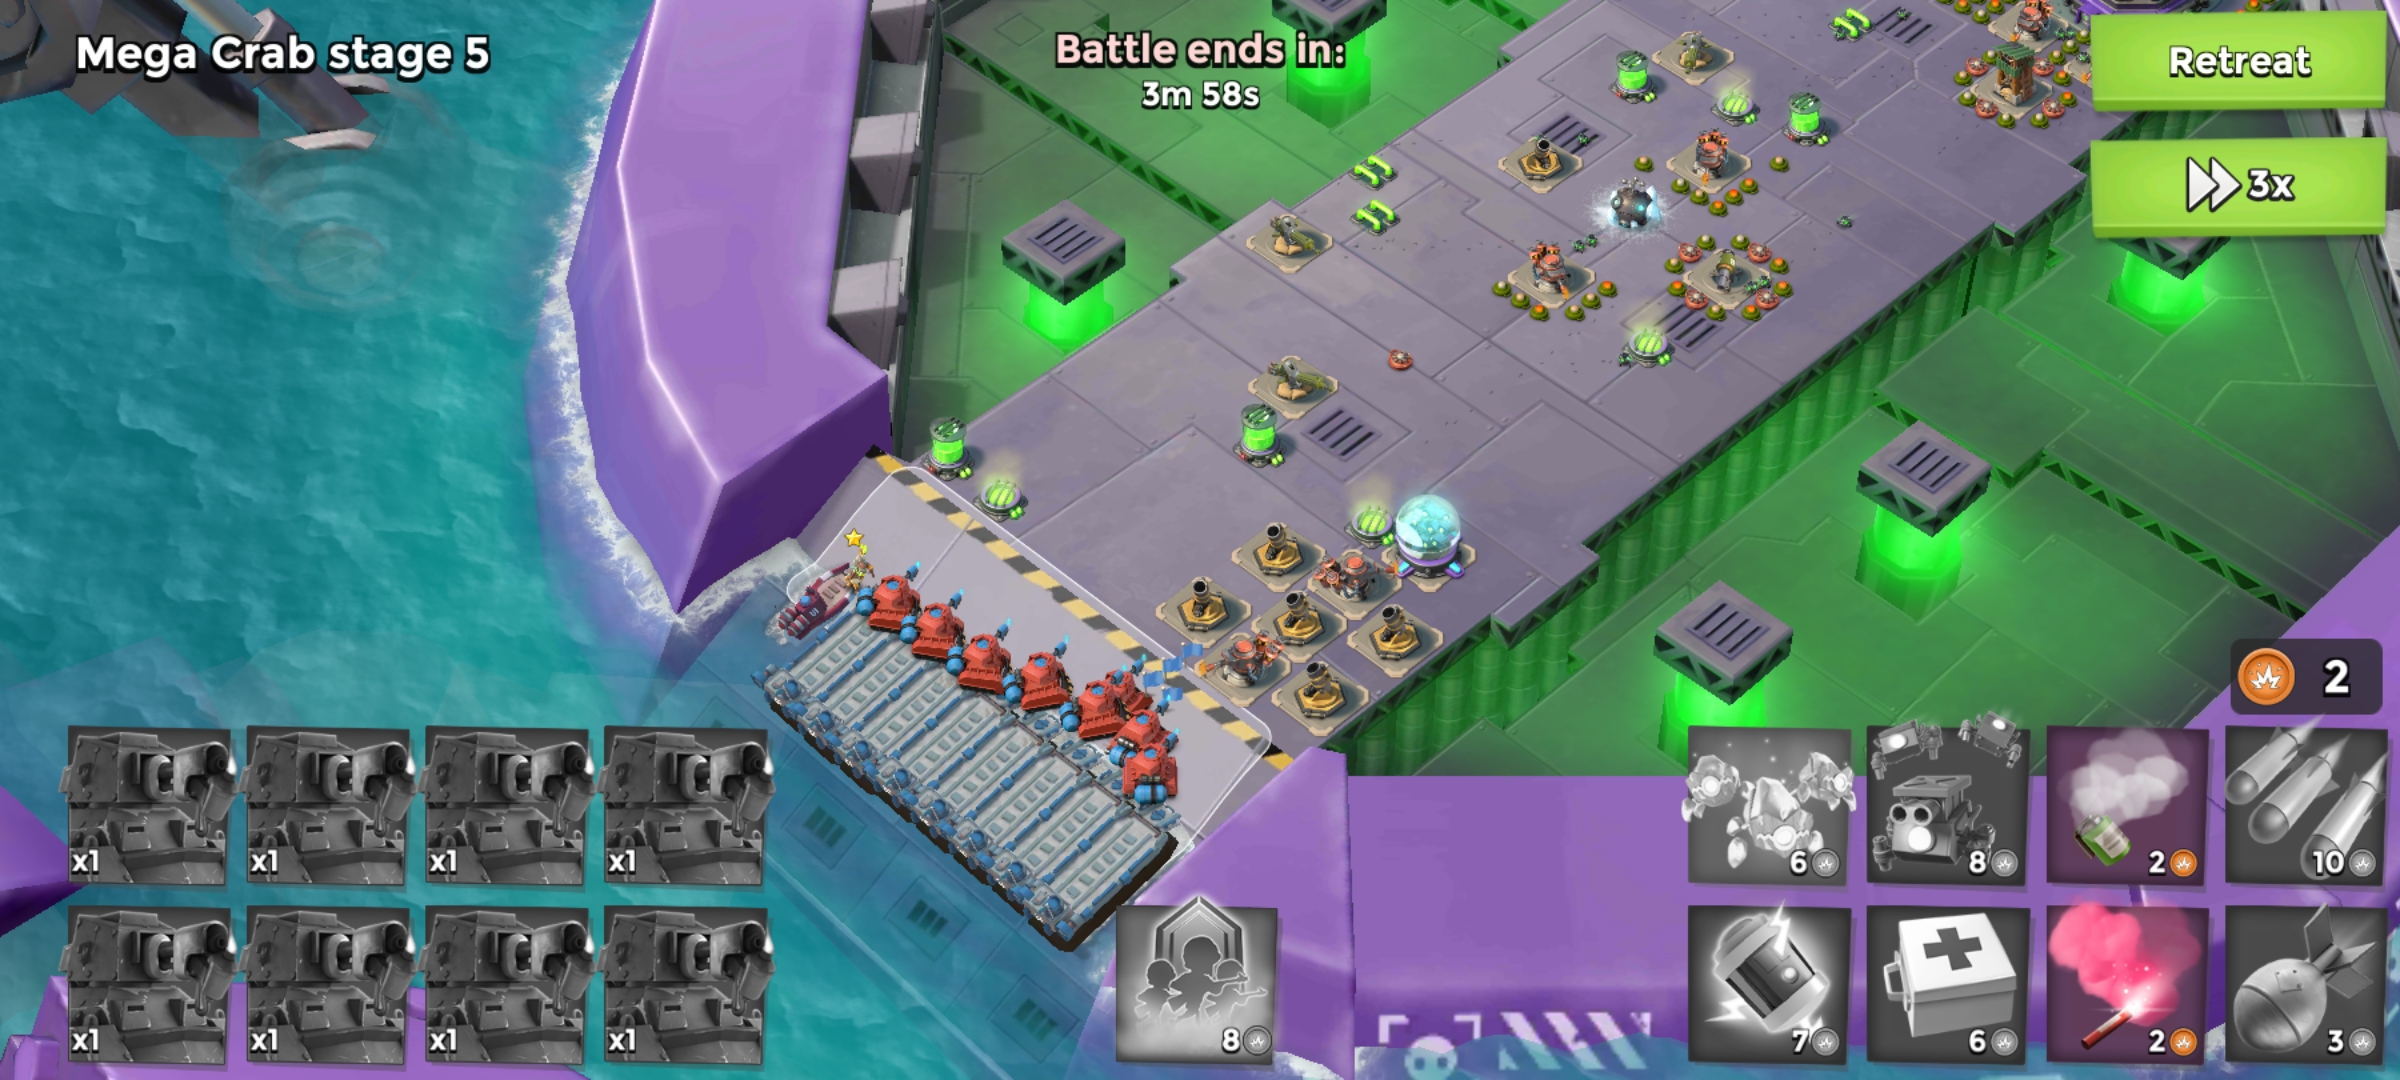 Mega Crab stage 5
Battle ends in:
3m 58s
Retreat
3x
2
x1
x1
x1
x1
6
8
2
10
x1
x1
x1
x1
8
7
6
2
3